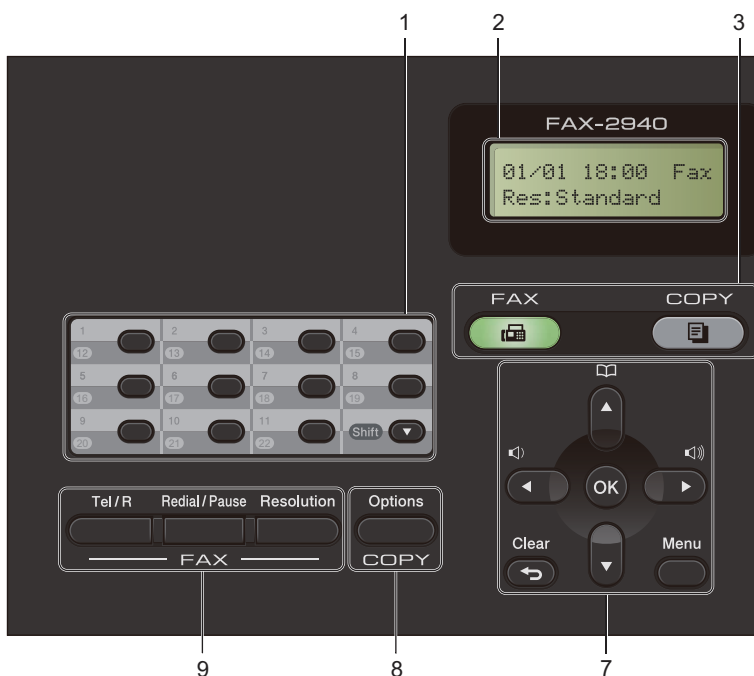 1 2 3
FAX-2940
01/01 18:00 Fax
Res:Standard
FAX COPY
1 2 3 4
12 13 14 15
5 6 7 8
16 17 18 19
9 10 11
20 21 22 Shift
OK
Tel/R Redial/Pause Resolution Options
FAX COPY
Clear Menu
9 8 7